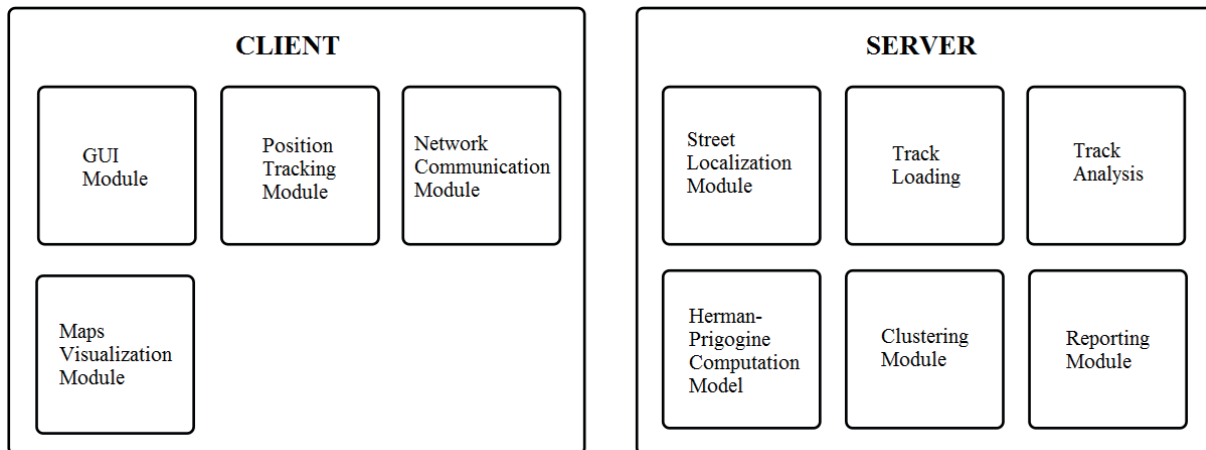 CLIENT
GUI
Module
Position
Tracking
Module
Network
Communication
Module
Maps
Visualization
Module
SERVER
Street
Localization
Module
Track
Loading
Track
Analysis
Herman-
Prigogine
Computation
Model
Clustering
Module
Reporting
Module